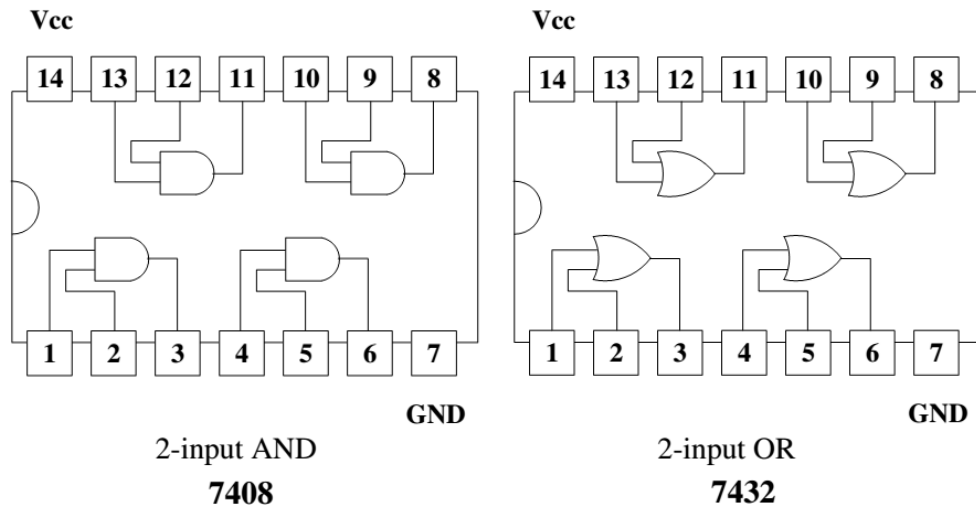 Vcc Vcc
14 13 12 11 10 9 8 14 13 12 11 10 9 8
1 2 3 4 5 6 7 1 2 3 4 5 6 7
GND GND
2-input AND 2-input OR
7408 7432